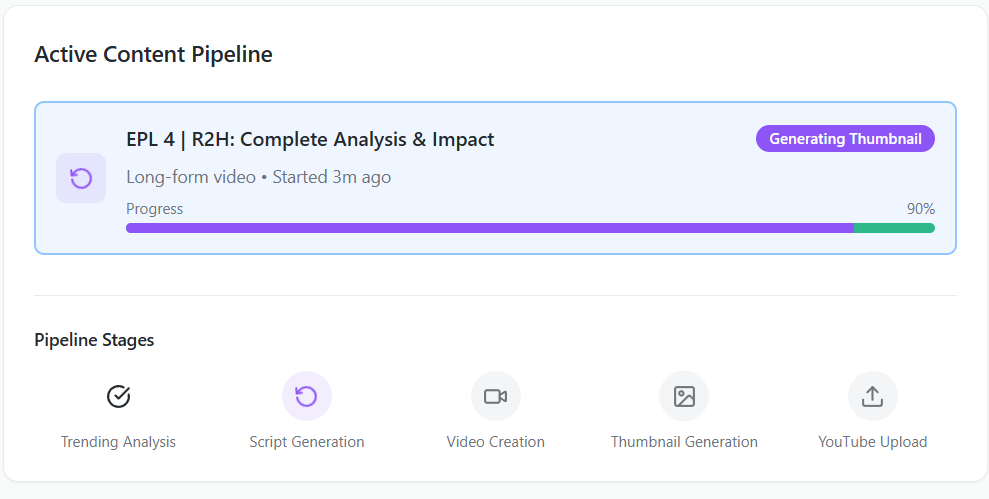 Active Content Pipeline
EPL 4 | R2H: Complete Analysis & Impact
Generating Thumbnail
Long-form video • Started 3m ago
Progress
90%
Pipeline Stages
Trending Analysis
Script Generation
Video Creation
Thumbnail Generation
YouTube Upload